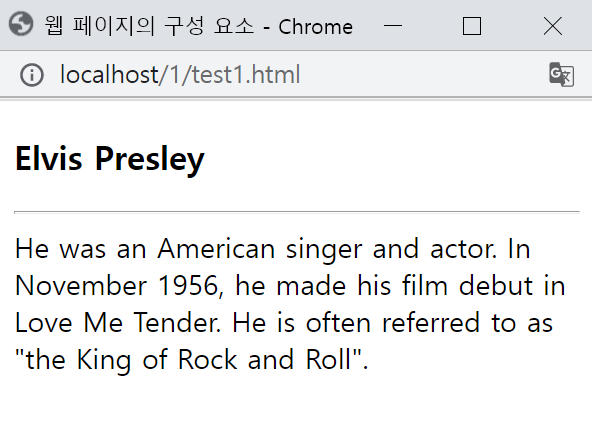 웹 페이지의 구성 요소 - Chrome
localhost/1/test1.html
Elvis Presley
He was an American singer and actor. In
November 1956, he made his film debut in
Love Me Tender. He is often referred to as
"the King of Rock and Roll".